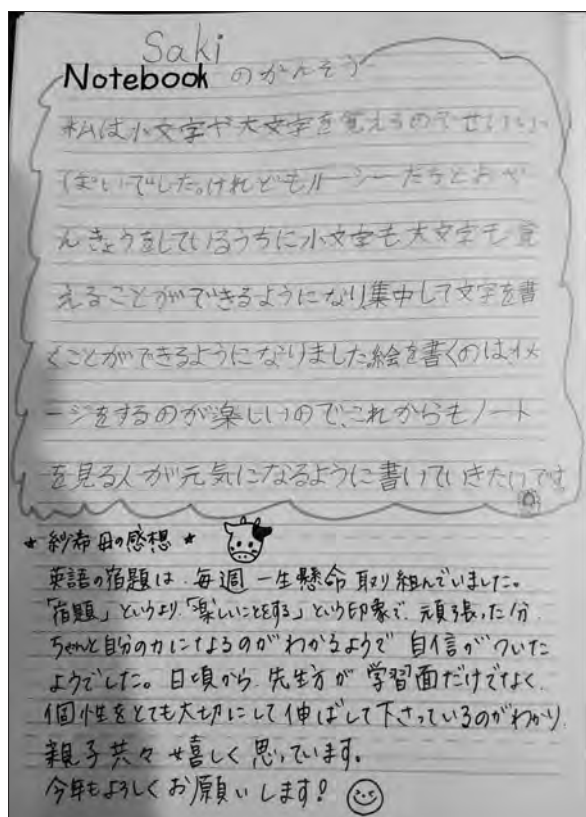 Saki
Notebook のかんそう
私は小文字や大文字を覚えるのでせいいい
ぱいでした。けれどもルーシーたちとおべ
んきょうをしているうちに小文字も大文字も覚
えることができるようになり、集中して文字を書
くことができるようになりました。絵を書くのは、イメ
ージをするのが楽しいので、これからもノート
を見る人が元気になるように書いていきたいです。
★ 紗希 母の感想 ★
英語の宿題は、毎週 一生懸命 取り組んでいました。
「宿題」というより、「楽しいことをする」という印象で、頑張った分、
ちゃんと自分の力になるのがわかるようで 自信がついた
ようでした。日頃から、先生方が 学習面だけでなく、
個性をとても大切にして伸ばして下さっているのがわかり、
親子共々 嬉しく思っています。
今年もよろしくお願いします!